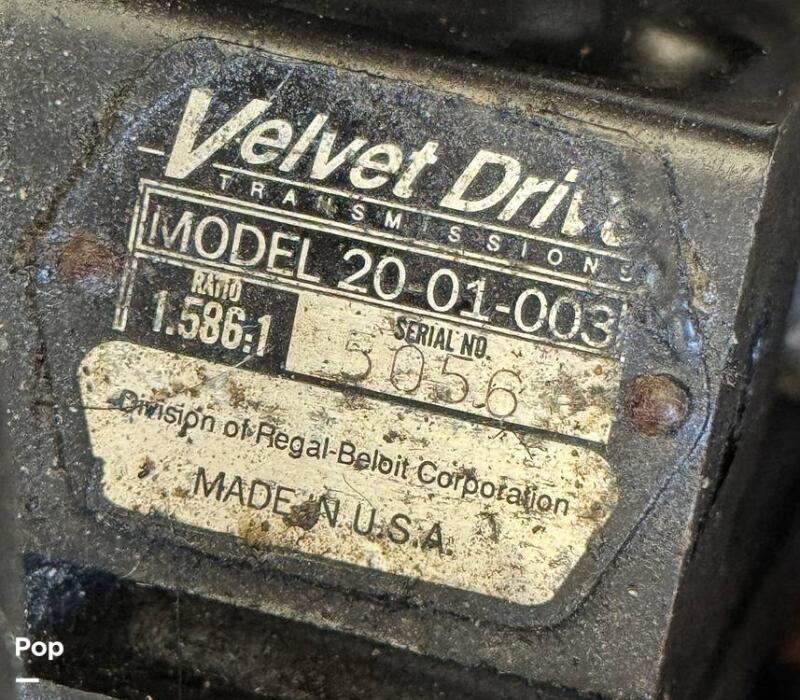 Velvet Drive
TRANSMISSIONS
MODEL 20-01-003
RATIO
1.586:1
SERIAL NO.
5056
Division of Regal-Beloit Corporation
MADE IN U.S.A.
Pop